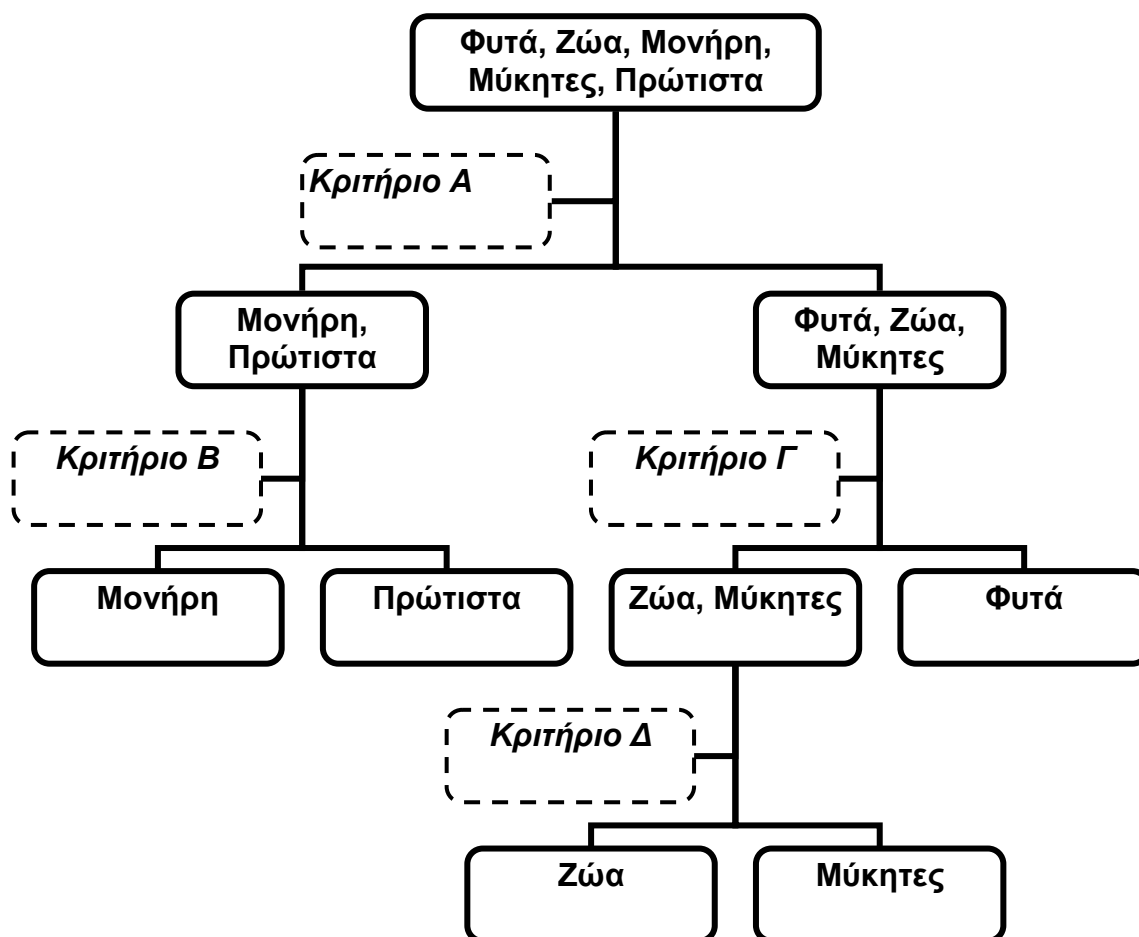 Φυτά, Ζώα, Μονήρη,
Μύκητες, Πρώτιστα
Κριτήριο Α
Μονήρη,
Πρώτιστα
Φυτά, Ζώα,
Μύκητες
Κριτήριο Β
Κριτήριο Γ
Μονήρη
Πρώτιστα
Ζώα, Μύκητες
Φυτά
Κριτήριο Δ
Ζώα
Μύκητες